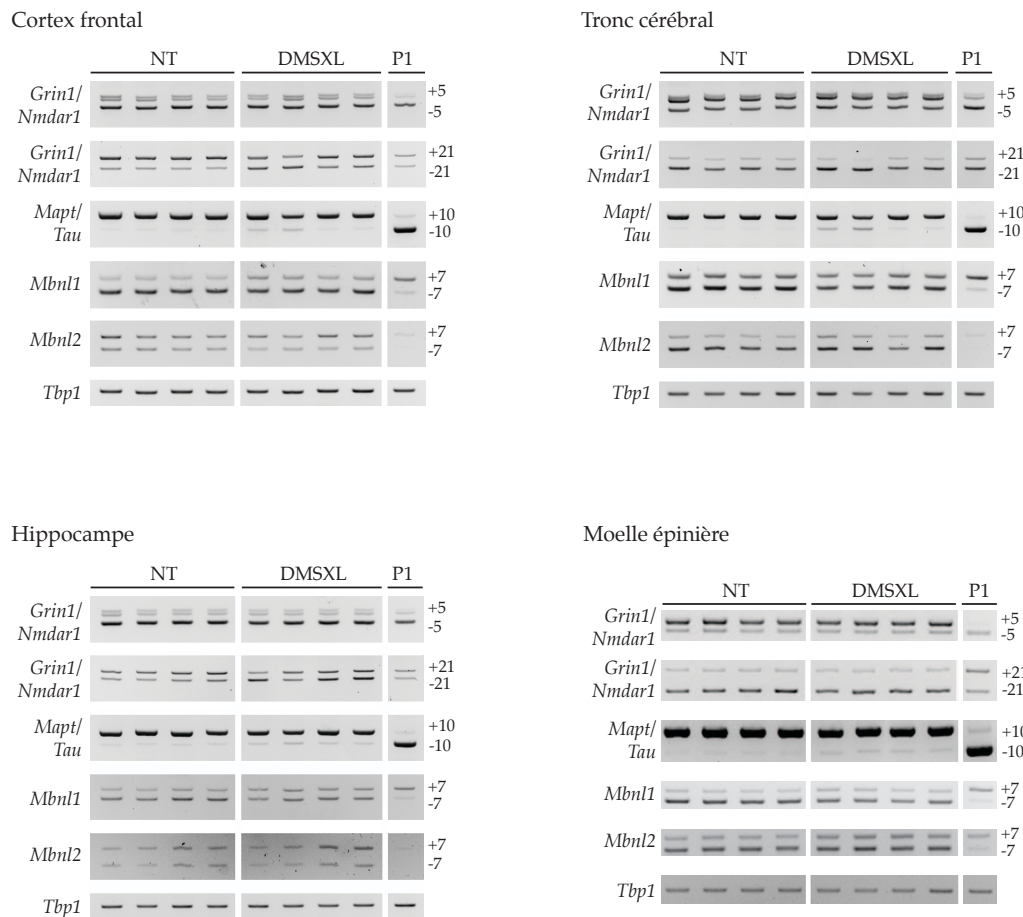 Cortex frontal
NT DMSXL P1
Grin1/
Nmdar1
+5
-5
Grin1/
Nmdar1
+21
-21
Mapt/
Tau
+10
-10
Mbnl1
+7
-7
Mbnl2
+7
-7
Tbp1
Tronc cérébral
NT DMSXL P1
Grin1/
Nmdar1
+5
-5
Grin1/
Nmdar1
+21
-21
Mapt/
Tau
+10
-10
Mbnl1
+7
-7
Mbnl2
+7
-7
Tbp1
Hippocampe
NT DMSXL P1
Grin1/
Nmdar1
+5
-5
Grin1/
Nmdar1
+21
-21
Mapt/
Tau
+10
-10
Mbnl1
+7
-7
Mbnl2
+7
-7
Tbp1
Moelle épinière
NT DMSXL P1
Grin1/
Nmdar1
+5
-5
Grin1/
Nmdar1
+21
-21
Mapt/
Tau
+10
-10
Mbnl1
+7
-7
Mbnl2
+7
-7
Tbp1